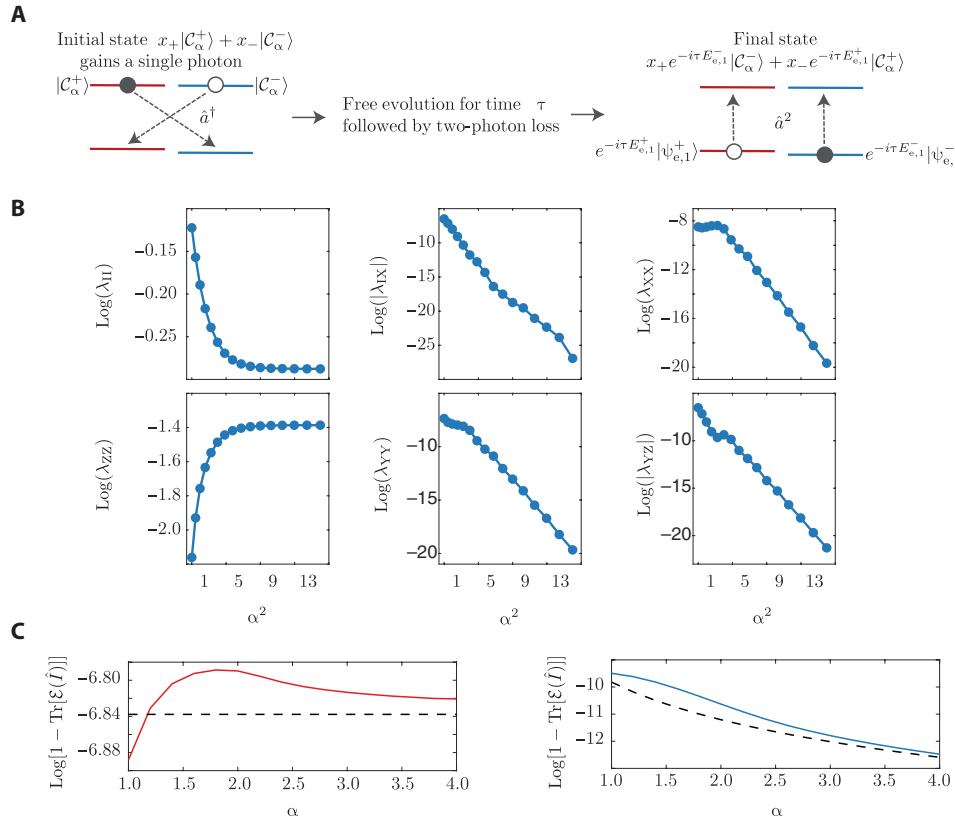 A
Initial state x₊|𝒞α⁺⟩ + x₋|𝒞α⁻⟩
gains a single photon
|𝒞α⁺⟩
|𝒞α⁻⟩
â†
Free evolution for time τ
followed by two-photon loss
Final state
x₊e^{−iτE⁻e,1}|𝒞α⁻⟩ + x₋e^{−iτE⁺e,1}|𝒞α⁺⟩
â²
e^{−iτE⁺e,1}|ψ⁺e,1⟩
e^{−iτE⁻e,1}|ψ⁻e,
B
Log(λII)
−0.15
−0.20
−0.25
Log(|λIX|)
−10
−15
−20
−25
Log(λXX)
−8
−12
−16
−20
Log(λZZ)
−1.4
−1.6
−1.8
−2.0
1 5 9 13
α²
Log(λYY)
−10
−15
−20
1 5 9 13
α²
Log(|λYZ|)
−10
−15
−20
1 5 9 13
α²
C
Log[1 − Tr[ℰ(Î)]]
−6.80
−6.84
−6.88
1.0 1.5 2.0 2.5 3.0 3.5 4.0
α
Log[1 − Tr[ℰ(Î)]]
−10
−11
−12
1.0 1.5 2.0 2.5 3.0 3.5 4.0
α